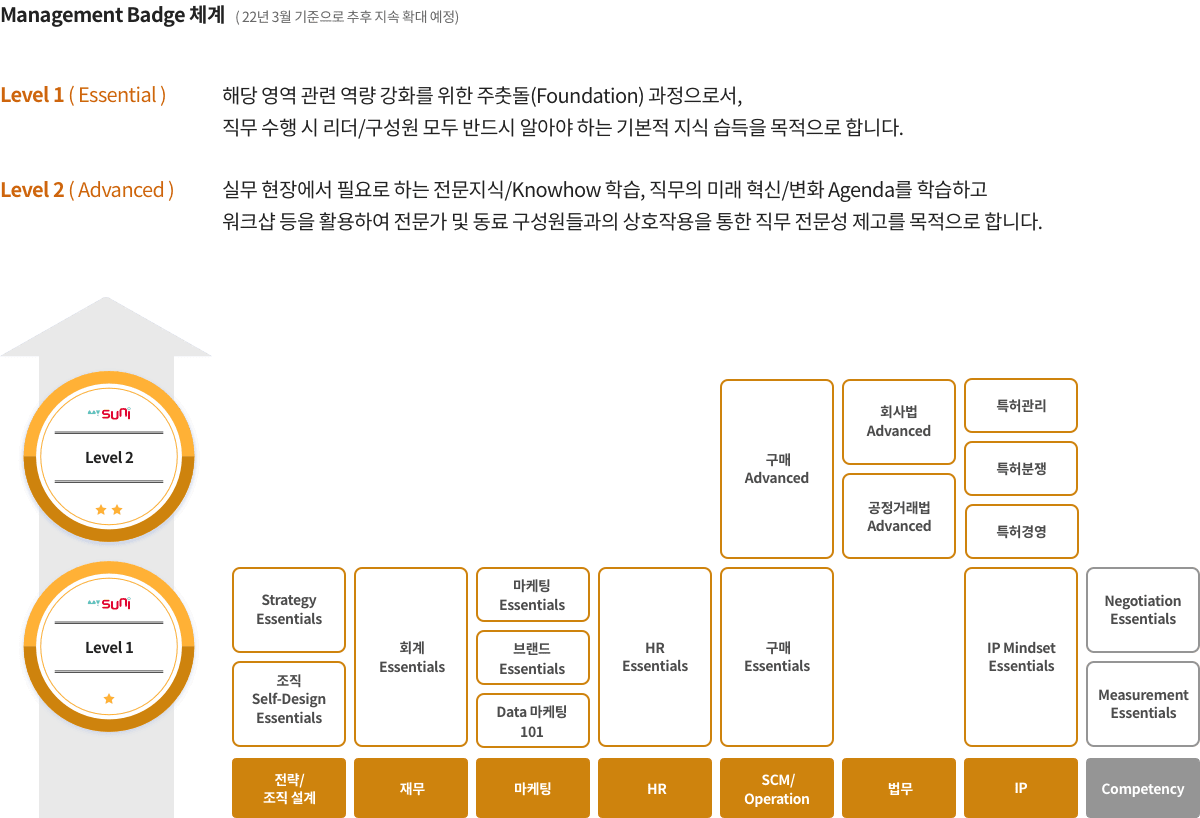 Management Badge 체계 ( 22년 3월 기준으로 추후 지속 확대 예정)
Level 1 ( Essential )
해당 영역 관련 역량 강화를 위한 주춧돌(Foundation) 과정으로서,
직무 수행 시 리더/구성원 모두 반드시 알아야 하는 기본적 지식 습득을 목적으로 합니다.
Level 2 ( Advanced )
실무 현장에서 필요로 하는 전문지식/Knowhow 학습, 직무의 미래 혁신/변화 Agenda를 학습하고
워크샵 등을 활용하여 전문가 및 동료 구성원들과의 상호작용을 통한 직무 전문성 제고를 목적으로 합니다.
suni
Level 2
구매
Advanced
회사법
Advanced
공정거래법
Advanced
특허관리
특허분쟁
특허경영
suni
Level 1
Strategy
Essentials
조직
Self-Design
Essentials
회계
Essentials
마케팅
Essentials
브랜드
Essentials
Data 마케팅
101
HR
Essentials
구매
Essentials
IP Mindset
Essentials
Negotiation
Essentials
Measurement
Essentials
전략/
조직 설계
재무
마케팅
HR
SCM/
Operation
법무
IP
Competency